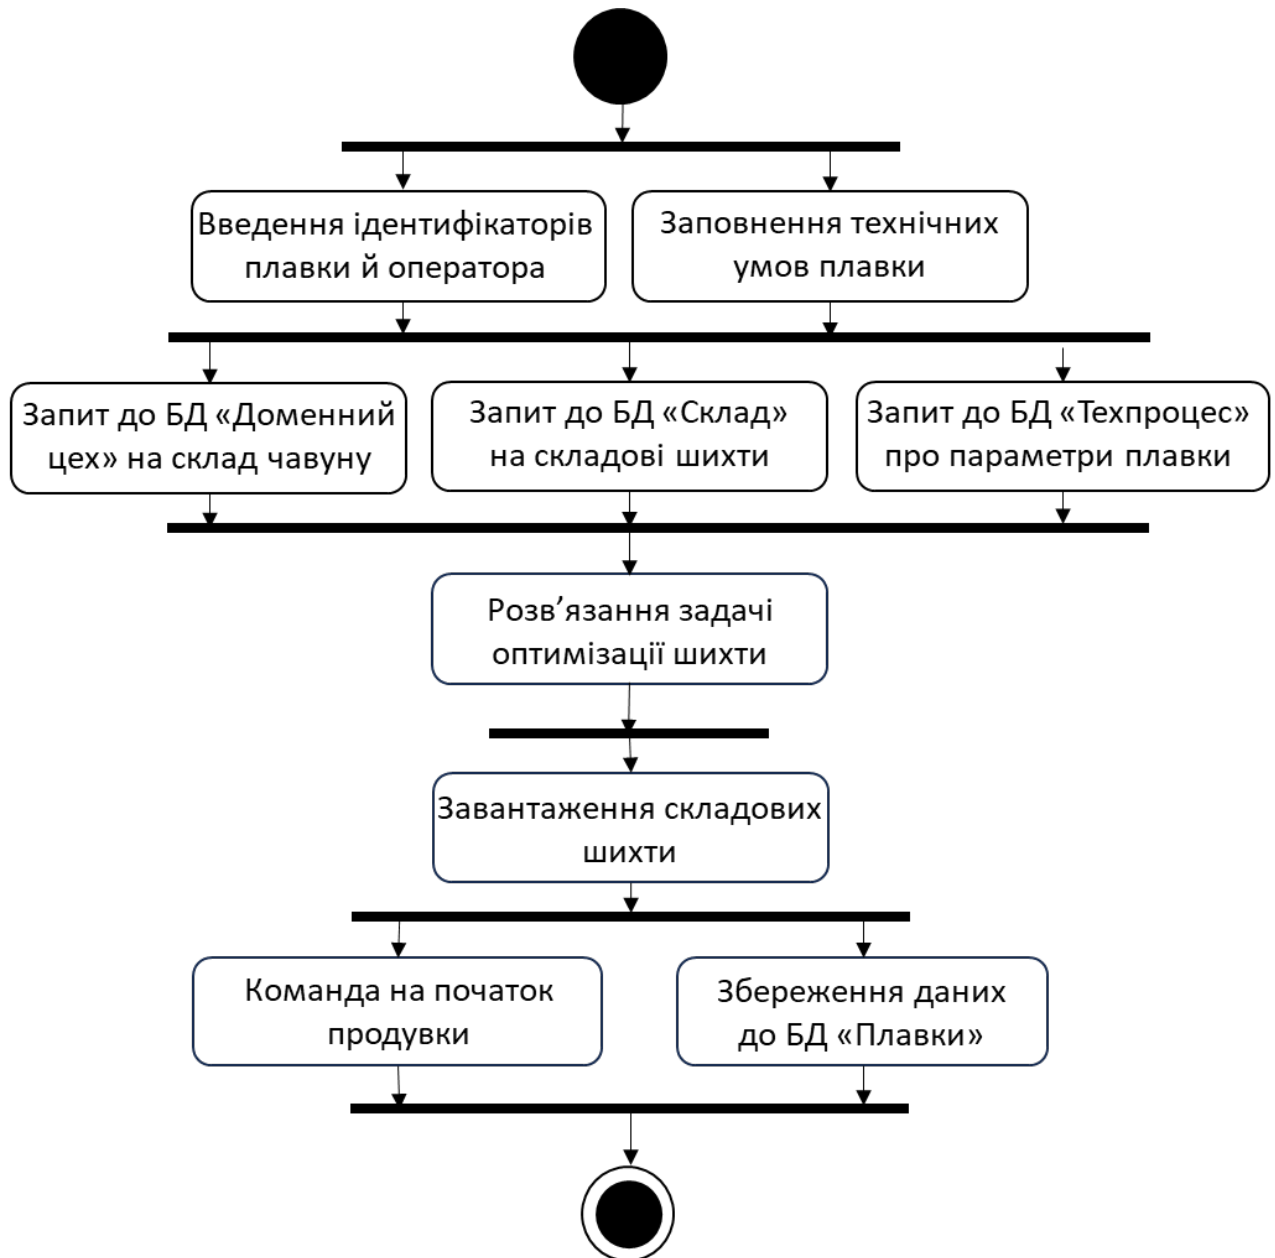 Введення ідентифікаторів
плавки й оператора
Заповнення технічних
умов плавки
Запит до БД «Доменний
цех» на склад чавуну
Запит до БД «Склад»
на складові шихти
Запит до БД «Техпроцес»
про параметри плавки
Розв’язання задачі
оптимізації шихти
Завантаження складових
шихти
Команда на початок
продувки
Збереження даних
до БД «Плавки»